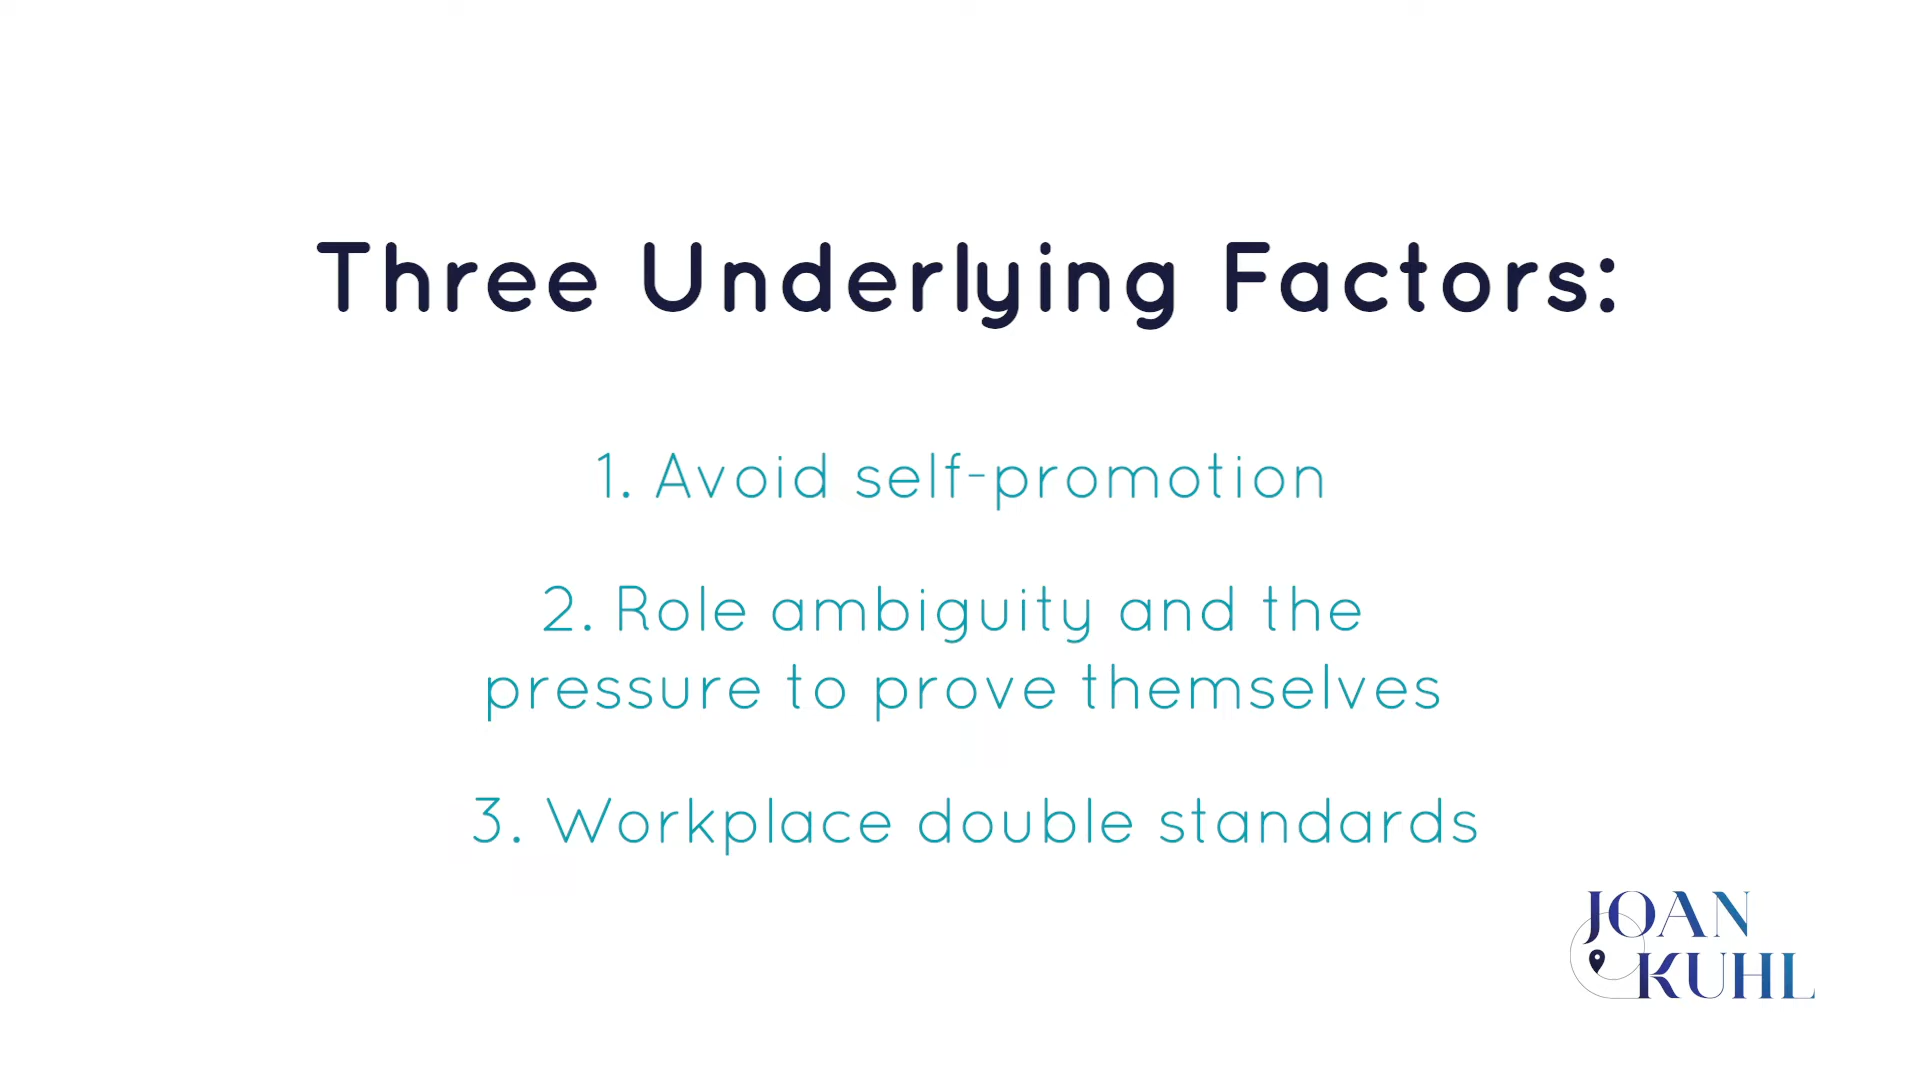 Three Underlying Factors:
1. Avoid self-promotion
2. Role ambiguity and the
pressure to prove themselves
3. Workplace double standards
JOAN
KUHL